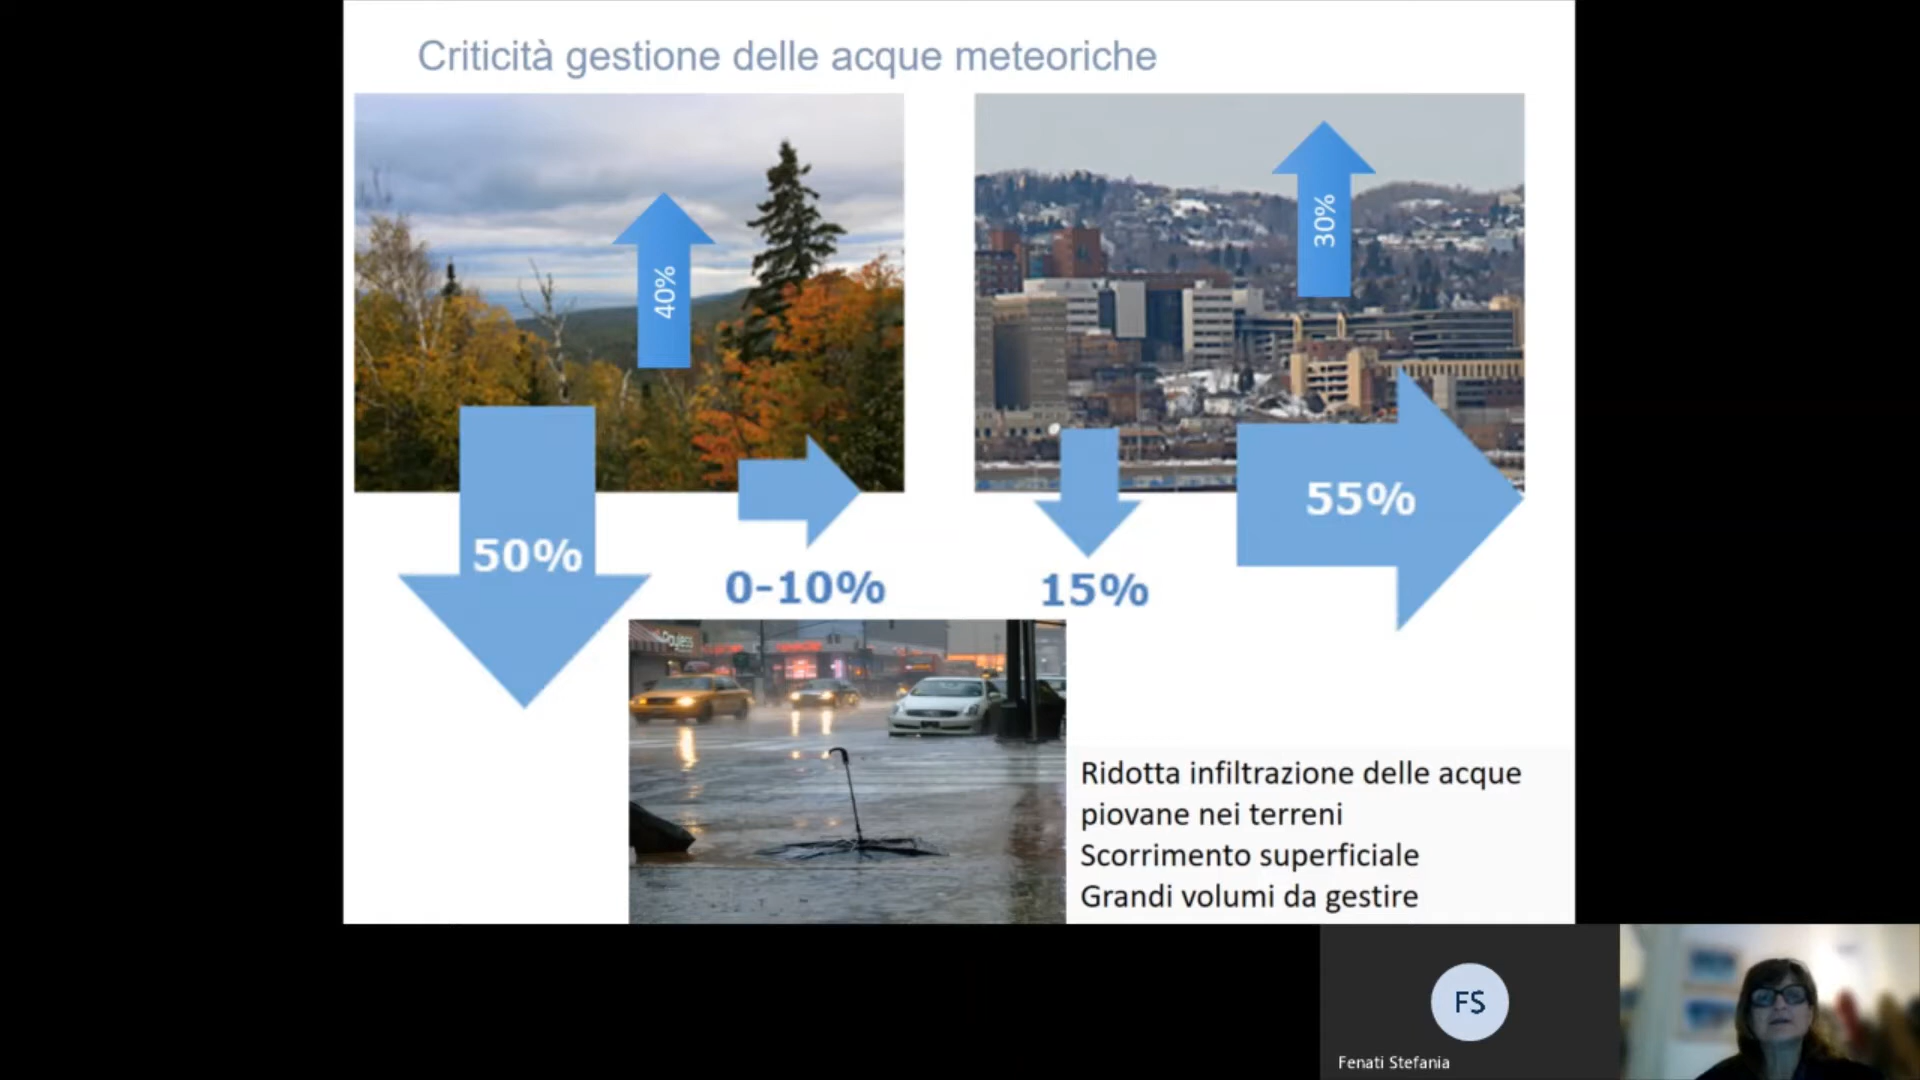 Criticità gestione delle acque meteoriche
40%
30%
50%
0-10%
15%
55%
Payless
Ridotta infiltrazione delle acque
piovane nei terreni
Scorrimento superficiale
Grandi volumi da gestire
FS
Fenati Stefania